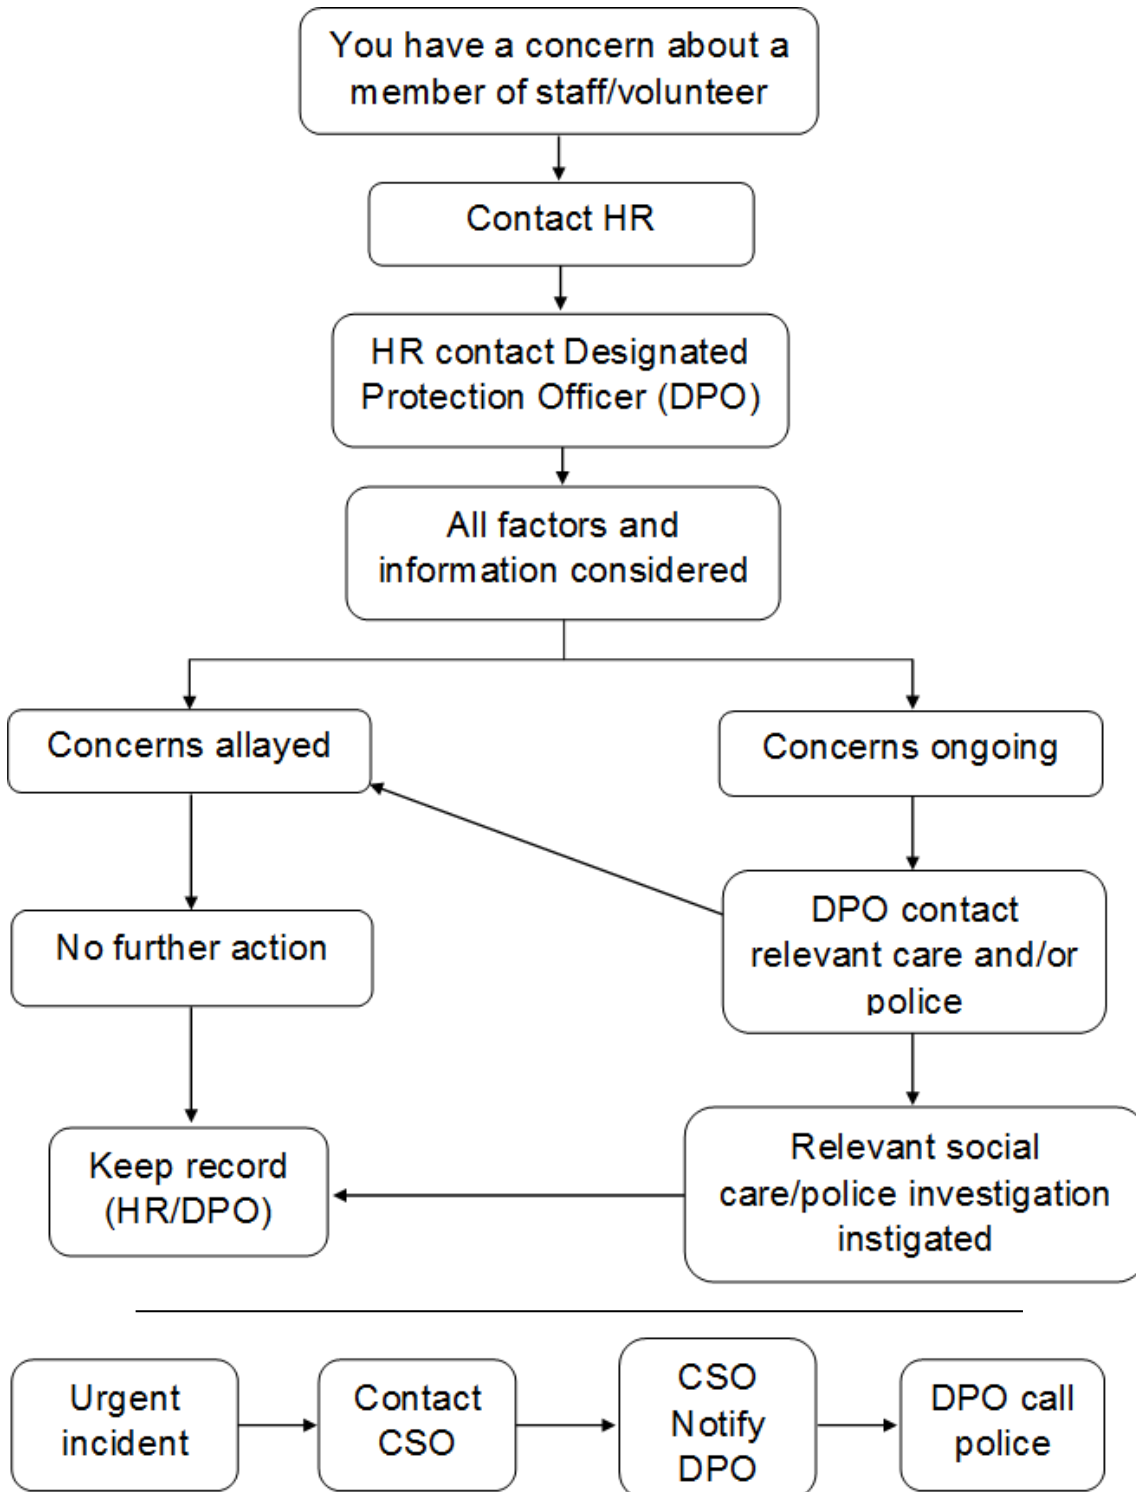 You have a concern about a
member of staff/volunteer
Contact HR
HR contact Designated
Protection Officer (DPO)
All factors and
information considered
Concerns allayed
Concerns ongoing
No further action
DPO contact
relevant care and/or
police
Keep record
(HR/DPO)
Relevant social
care/police investigation
instigated
Urgent
incident
Contact
CSO
CSO
Notify
DPO
DPO call
police